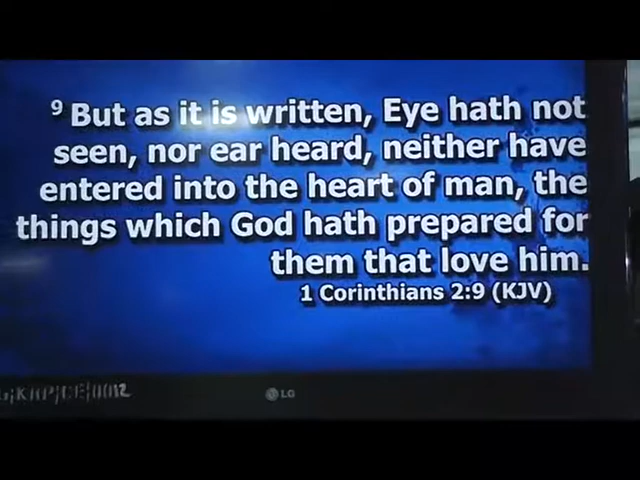 9 But as it is written, Eye hath not
seen, nor ear heard, neither have
entered into the heart of man, the
things which God hath prepared for
them that love him.
1 Corinthians 2:9 (KJV)
LG